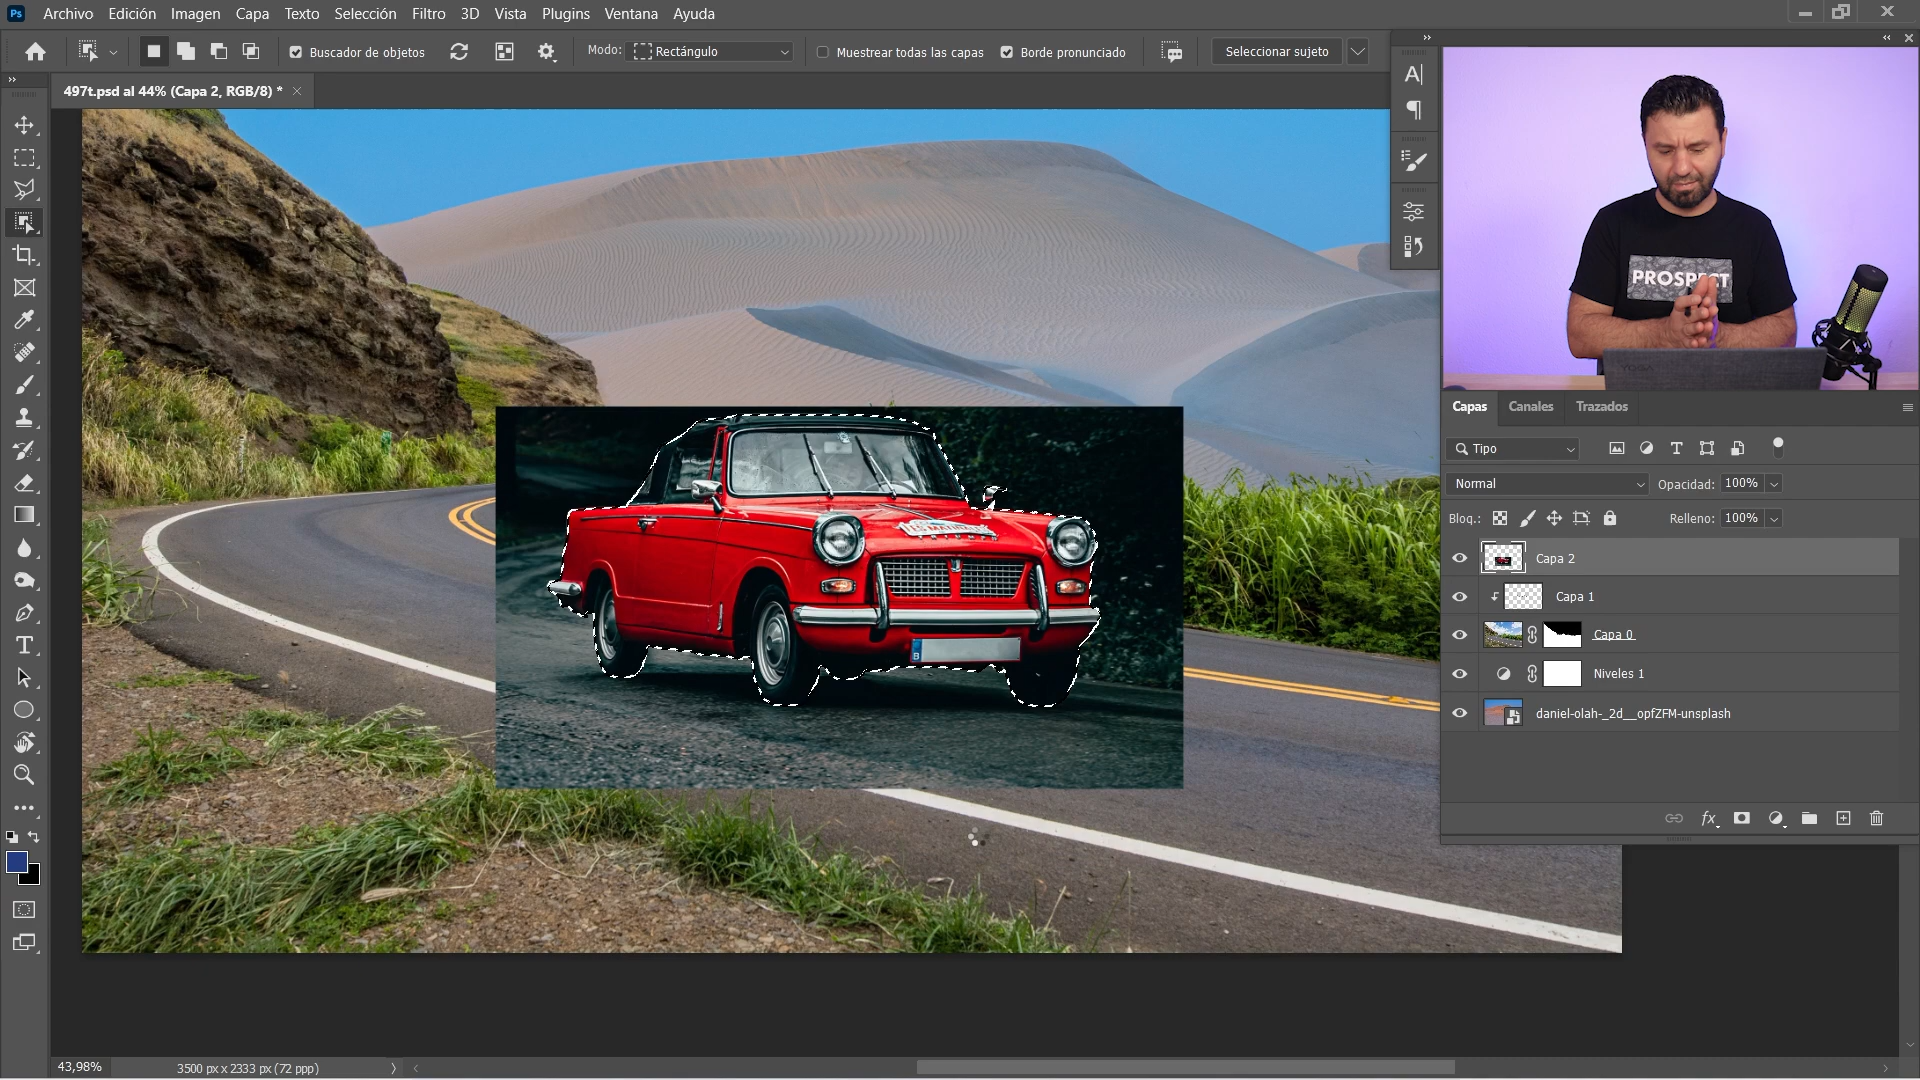 Ps Archivo Edición Imagen Capa Texto Selección Filtro 3D Vista Plugins Ventana Ayuda
Buscador de objetos Modo: Rectángulo Muestrear todas las capas Borde pronunciado Seleccionar sujeto
497t.psd al 44% (Capa 2, RGB/8) *
PROSPECT
TRIUMPH
B
Capas Canales Trazados
Tipo
Normal Opacidad: 100%
Bloq.: Relleno: 100%
Capa 2
Capa 1
Capa 0
Niveles 1
daniel-olah-_2d__opfZFM-unsplash
43,98% 3500 px x 2333 px (72 ppp)